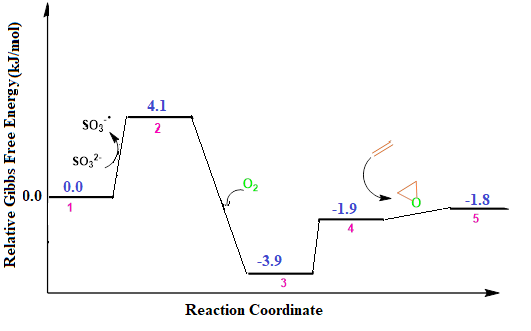 Relative Gibbs Free Energy(kJ/mol)
4.1
2
SO₃⁻•
SO₃²⁻
0.0
0.0
1
O₂
-3.9
3
-1.9
4
O
-1.8
5
Reaction Coordinate